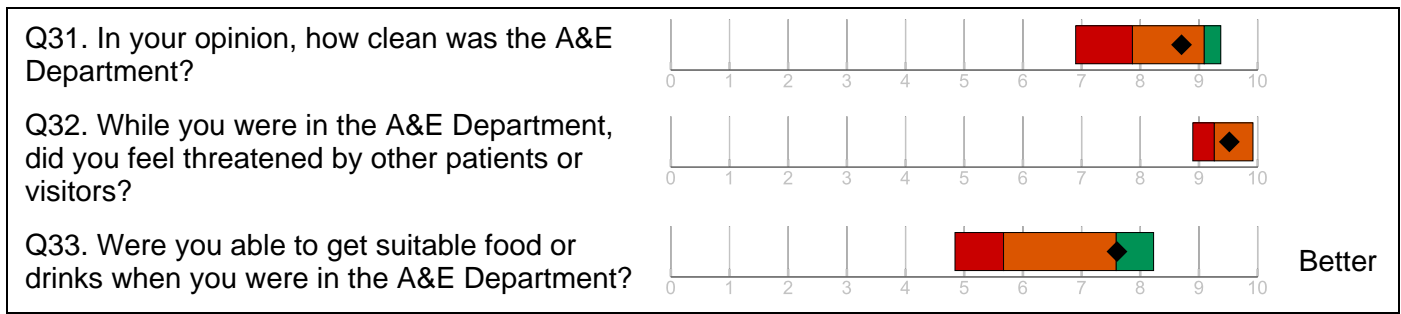 Q31. In your opinion, how clean was the A&E
Department?
0 1 2 3 4 5 6 7 8 9 10
Q32. While you were in the A&E Department,
did you feel threatened by other patients or
visitors?
0 1 2 3 4 5 6 7 8 9 10
Q33. Were you able to get suitable food or
drinks when you were in the A&E Department?
0 1 2 3 4 5 6 7 8 9 10
Better